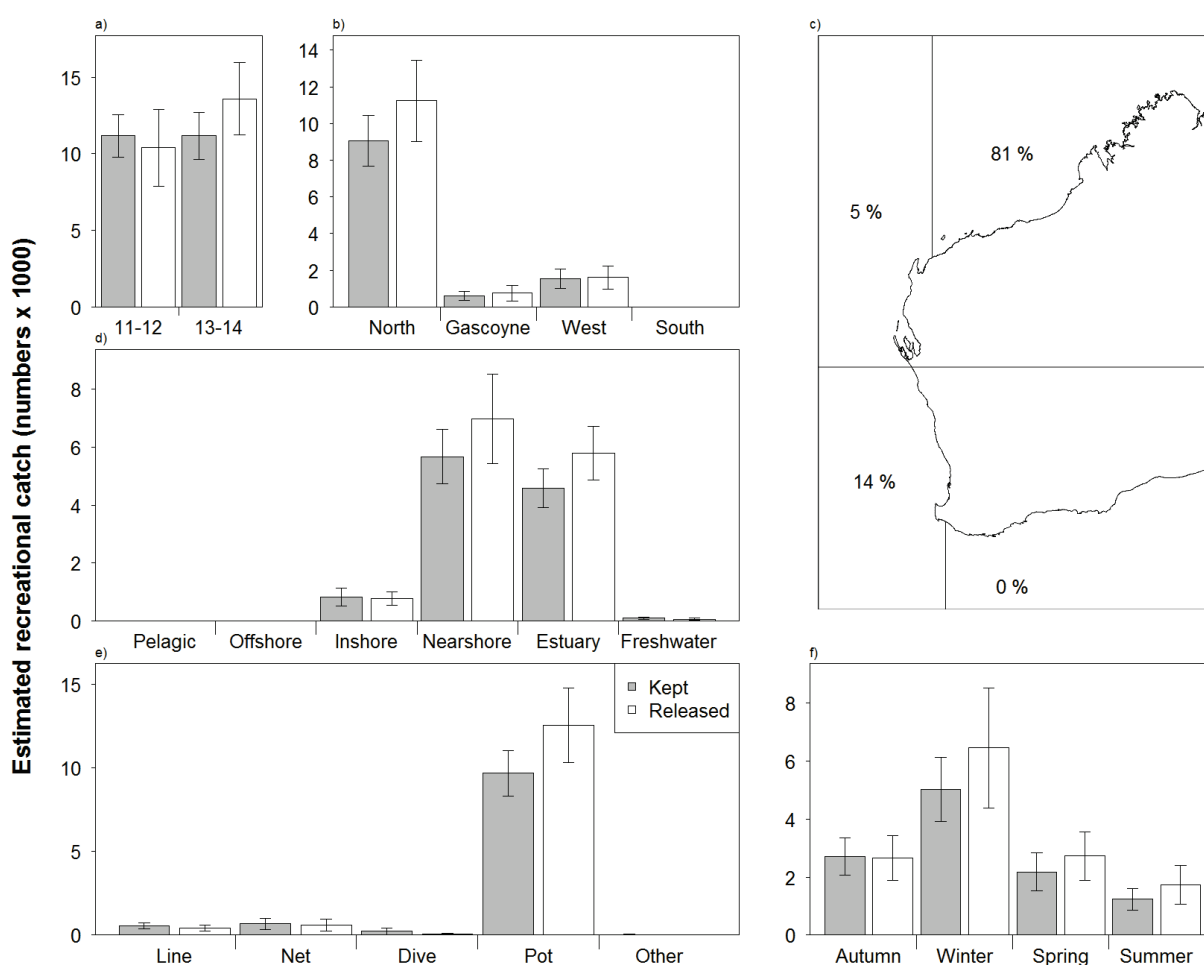 Estimated recreational catch (numbers x 1000)
a)
15
10
5
0
11-12 13-14
b)
14
12
10
8
6
4
2
0
North Gascoyne West South
c)
81 %
5 %
14 %
0 %
d)
8
6
4
2
0
Pelagic Offshore Inshore Nearshore Estuary Freshwater
e)
15
10
5
0
Kept
Released
Line Net Dive Pot Other
f)
8
6
4
2
0
Autumn Winter Spring Summer